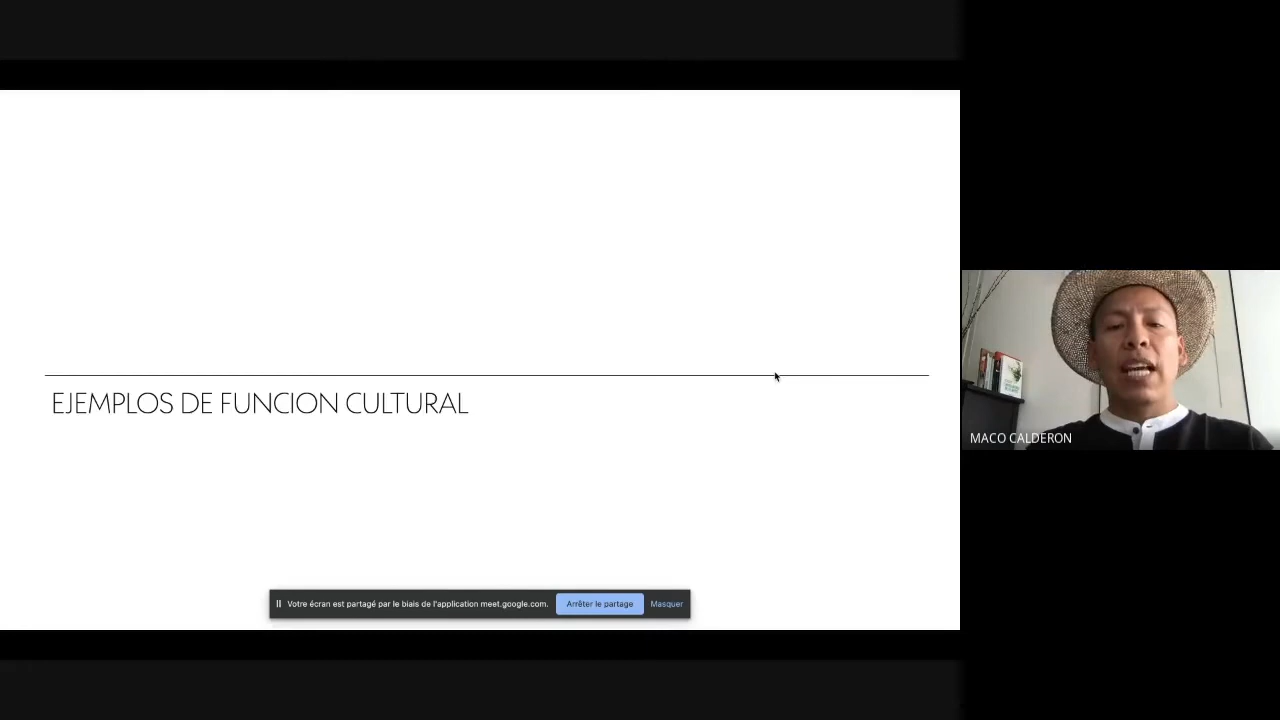 EJEMPLOS DE FUNCION CULTURAL
MACO CALDERON
Votre écran est partagé par le biais de l'application meet.google.com. Arrêter le partage Masquer